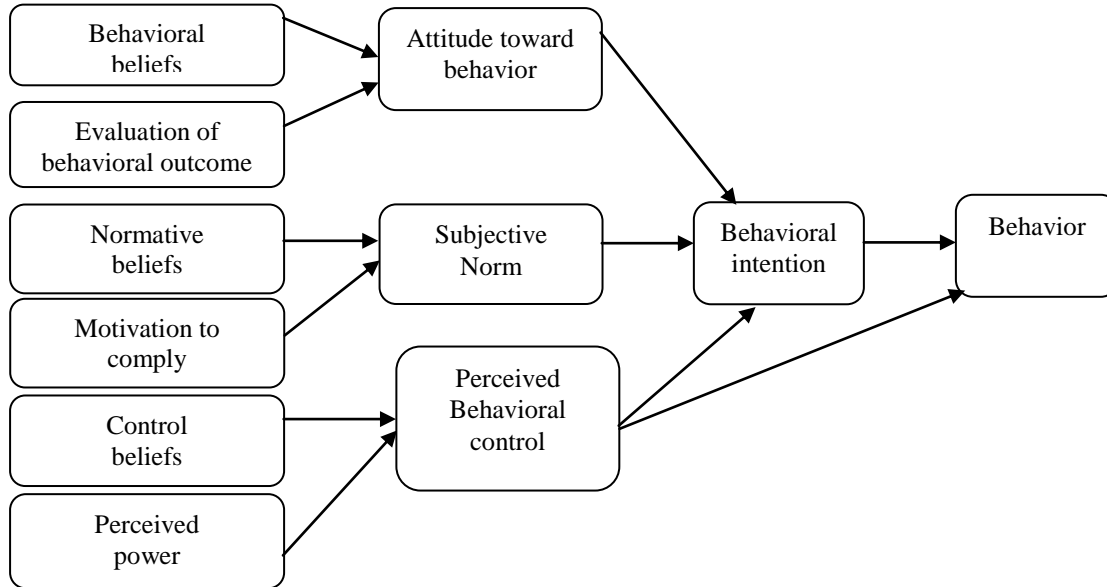 Behavioral
beliefs
Evaluation of
behavioral outcome
Normative
beliefs
Motivation to
comply
Control
beliefs
Perceived
power
Attitude toward
behavior
Subjective
Norm
Perceived
Behavioral
control
Behavioral
intention
Behavior